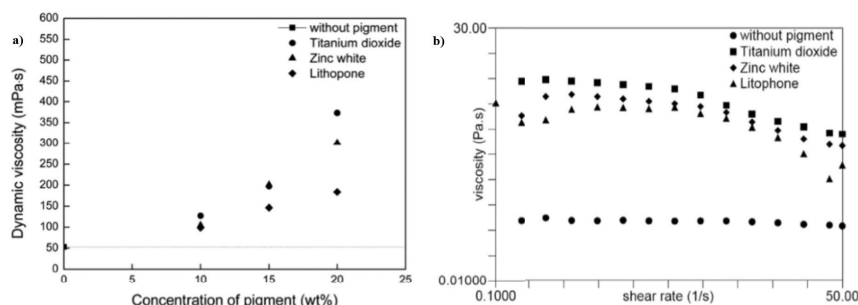 a)
Dynamic viscosity (mPa·s)
600
550
500
450
400
350
300
250
200
150
100
50
0
0
5
10
15
20
25
Concentration of pigment (wt%)
without pigment
Titanium dioxide
Zinc white
Lithopone
b)
viscosity (Pa.s)
30.00
0.01000
0.1000
shear rate (1/s)
50.00
without pigment
Titanium dioxide
Zinc white
Litophone